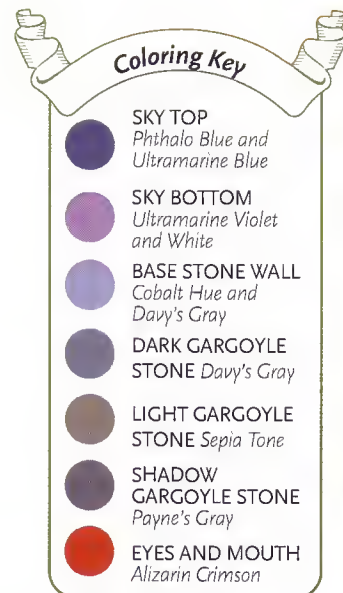 Coloring Key
SKY TOP
Phthalo Blue and
Ultramarine Blue
SKY BOTTOM
Ultramarine Violet
and White
BASE STONE WALL
Cobalt Hue and
Davy's Gray
DARK GARGOYLE
STONE Davy's Gray
LIGHT GARGOYLE
STONE Sepia Tone
SHADOW
GARGOYLE STONE
Payne's Gray
EYES AND MOUTH
Alizarin Crimson